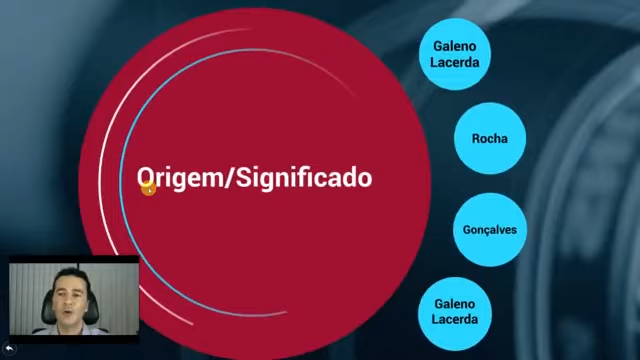 Origem/Significado
Galeno
Lacerda
Rocha
Gonçalves
Galeno
Lacerda